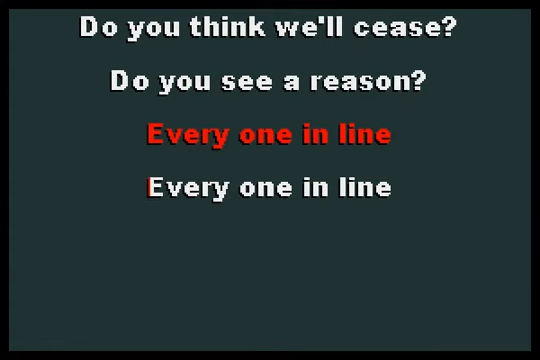 Do you think we'll cease?
Do you see a reason?
Every one in line
Every one in line